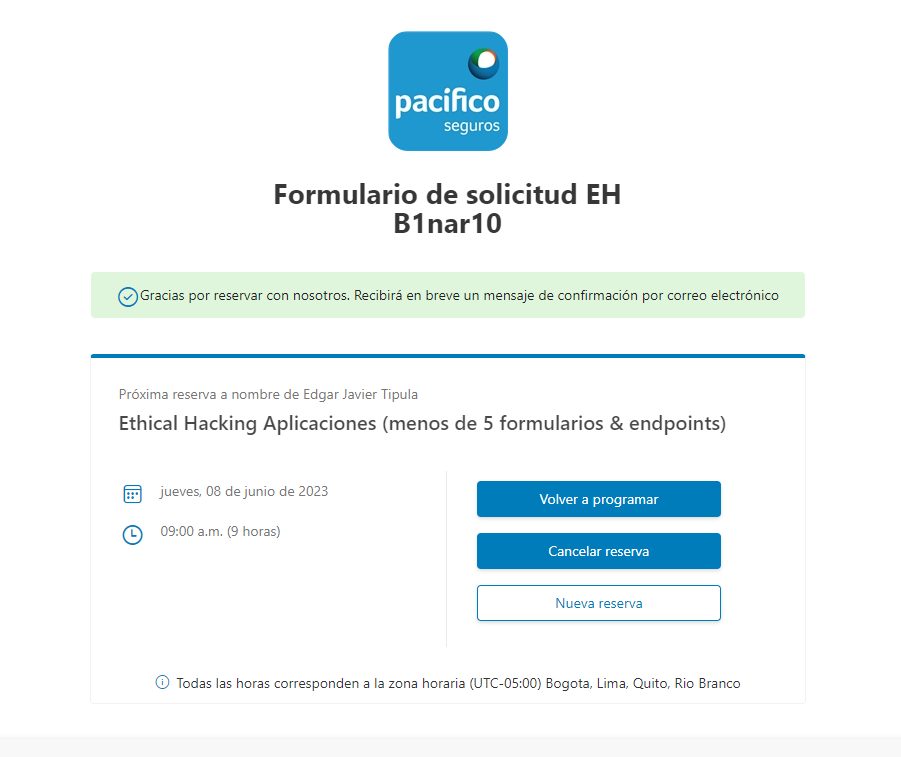 pacífico
seguros
Formulario de solicitud EH
B1nar10
Gracias por reservar con nosotros. Recibirá en breve un mensaje de confirmación por correo electrónico
Próxima reserva a nombre de Edgar Javier Tipula
Ethical Hacking Aplicaciones (menos de 5 formularios & endpoints)
jueves, 08 de junio de 2023
09:00 a.m. (9 horas)
Volver a programar
Cancelar reserva
Nueva reserva
Todas las horas corresponden a la zona horaria (UTC-05:00) Bogota, Lima, Quito, Rio Branco